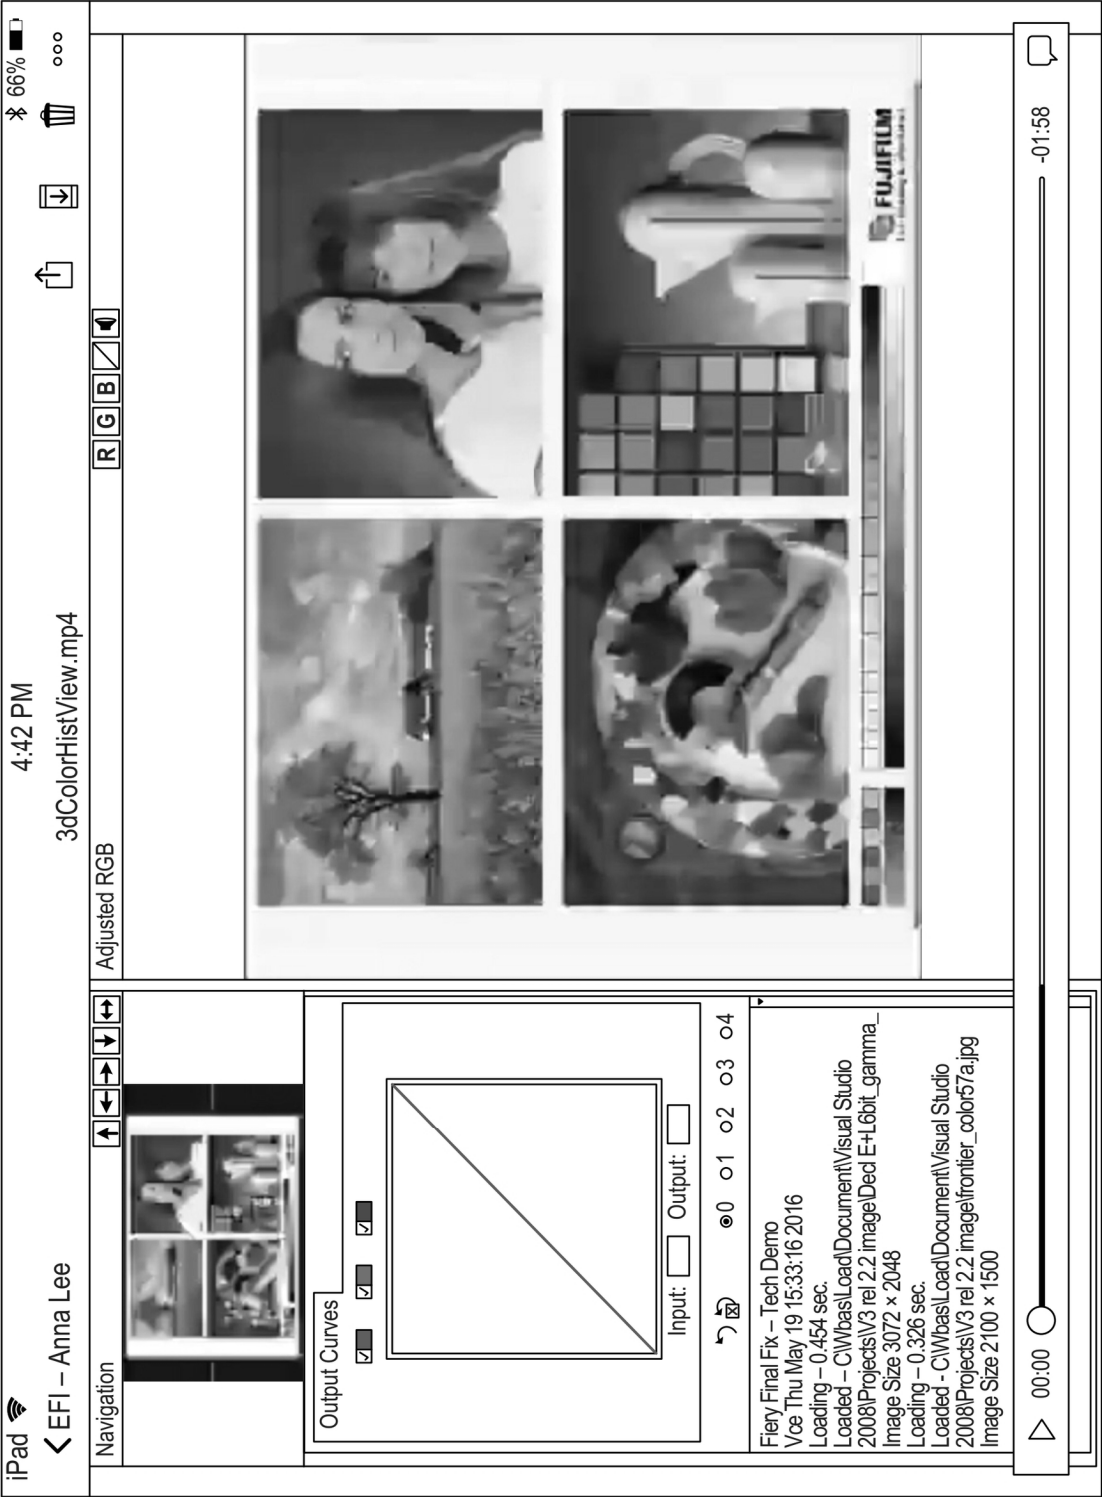 iPad 4:42 PM 66%
EFI – Anna Lee 3dColorHistView.mp4
Navigation
Adjusted RGB
R G B
Output Curves
Input: Output:
0 1 2 3 4
Fiery Final Fix – Tech Demo
Vce Thu May 19 15:33:16 2016
Loading – 0.454 sec.
Loaded – C\Wbas\Load\Document\Visual Studio
2008\Projects\V3 rel 2.2 image\Ded E+L6bit_gamma_
Image Size 3072 × 2048
Loading – 0.326 sec.
Loaded - C\Wbas\Load\Document\Visual Studio
2008\Projects\V3 rel 2.2 image\frontier_color57a.jpg
Image Size 2100 × 1500
FUJIFILM
00:00 -01:58